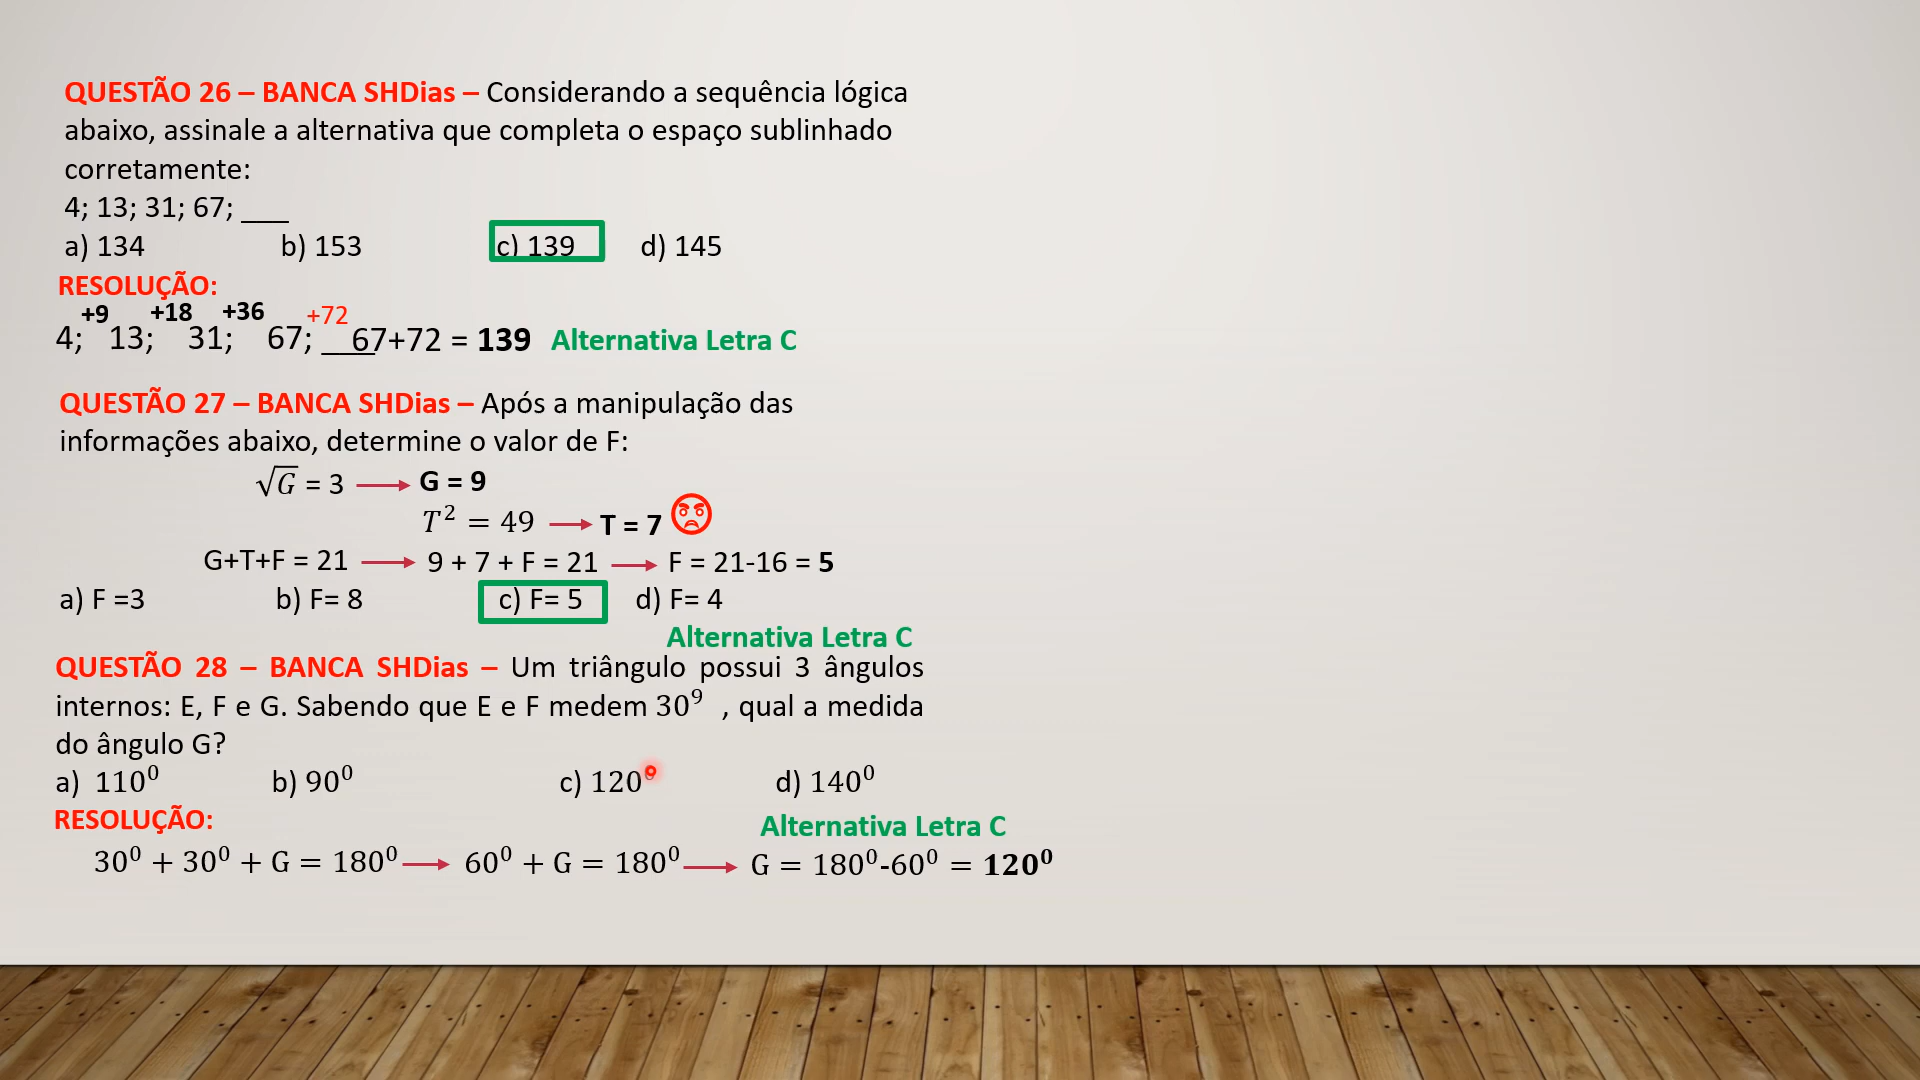 QUESTÃO 26 – BANCA SHDias – Considerando a sequência lógica
abaixo, assinale a alternativa que completa o espaço sublinhado
corretamente:
4; 13; 31; 67; ___
a) 134 b) 153 c) 139 d) 145
RESOLUÇÃO:
+9 +18 +36 +72
4; 13; 31; 67; ___ 67+72 = 139 Alternativa Letra C
QUESTÃO 27 – BANCA SHDias – Após a manipulação das
informações abaixo, determine o valor de F:
√G = 3 → G = 9
T² = 49 → T = 7
G+T+F = 21 → 9 + 7 + F = 21 → F = 21-16 = 5
a) F =3 b) F= 8 c) F= 5 d) F= 4
Alternativa Letra C
QUESTÃO 28 – BANCA SHDias – Um triângulo possui 3 ângulos
internos: E, F e G. Sabendo que E e F medem 30⁹ , qual a medida
do ângulo G?
a) 110⁰ b) 90⁰ c) 120⁰ d) 140⁰
RESOLUÇÃO:
Alternativa Letra C
30⁰ + 30⁰ + G = 180⁰ → 60⁰ + G = 180⁰ → G = 180⁰-60⁰ = 120⁰